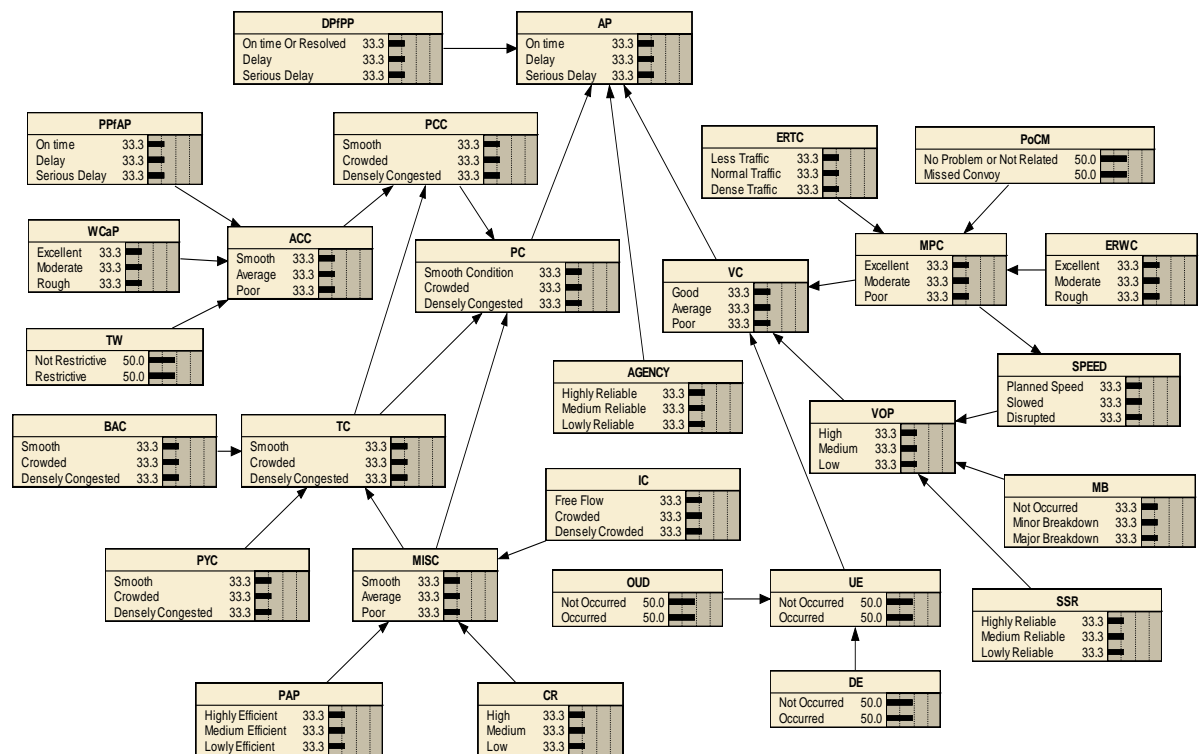 DPfPP
On time Or Resolved 33.3
Delay 33.3
Serious Delay 33.3
AP
On time 33.3
Delay 33.3
Serious Delay 33.3
PPfAP
On time 33.3
Delay 33.3
Serious Delay 33.3
PCC
Smooth 33.3
Crowded 33.3
Densely Congested 33.3
ERTC
Less Traffic 33.3
Normal Traffic 33.3
Dense Traffic 33.3
PoCM
No Problem or Not Related 50.0
Missed Convoy 50.0
WCaP
Excellent 33.3
Moderate 33.3
Rough 33.3
ACC
Smooth 33.3
Average 33.3
Poor 33.3
PC
Smooth Condition 33.3
Crowded 33.3
Densely Congested 33.3
VC
Good 33.3
Average 33.3
Poor 33.3
MPC
Excellent 33.3
Moderate 33.3
Poor 33.3
ERWC
Excellent 33.3
Moderate 33.3
Rough 33.3
TW
Not Restrictive 50.0
Restrictive 50.0
AGENCY
Highly Reliable 33.3
Medium Reliable 33.3
Lowly Reliable 33.3
SPEED
Planned Speed 33.3
Slowed 33.3
Disrupted 33.3
BAC
Smooth 33.3
Crowded 33.3
Densely Congested 33.3
TC
Smooth 33.3
Crowded 33.3
Densely Congested 33.3
VOP
High 33.3
Medium 33.3
Low 33.3
IC
Free Flow 33.3
Crowded 33.3
Densely Crowded 33.3
MB
Not Occurred 33.3
Minor Breakdown 33.3
Major Breakdown 33.3
PYC
Smooth 33.3
Crowded 33.3
Densely Congested 33.3
MISC
Smooth 33.3
Average 33.3
Poor 33.3
OUD
Not Occurred 50.0
Occurred 50.0
UE
Not Occurred 50.0
Occurred 50.0
SSR
Highly Reliable 33.3
Medium Reliable 33.3
Lowly Reliable 33.3
PAP
Highly Efficient 33.3
Medium Efficient 33.3
Lowly Efficient 33.3
CR
High 33.3
Medium 33.3
Low 33.3
DE
Not Occurred 50.0
Occurred 50.0